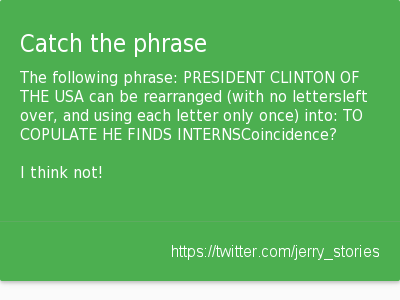 Catch the phrase
The following phrase: PRESIDENT CLINTON OF
THE USA can be rearranged (with no lettersleft
over, and using each letter only once) into: TO
COPULATE HE FINDS INTERNSCoincidence?
I think not!
https://twitter.com/jerry_stories